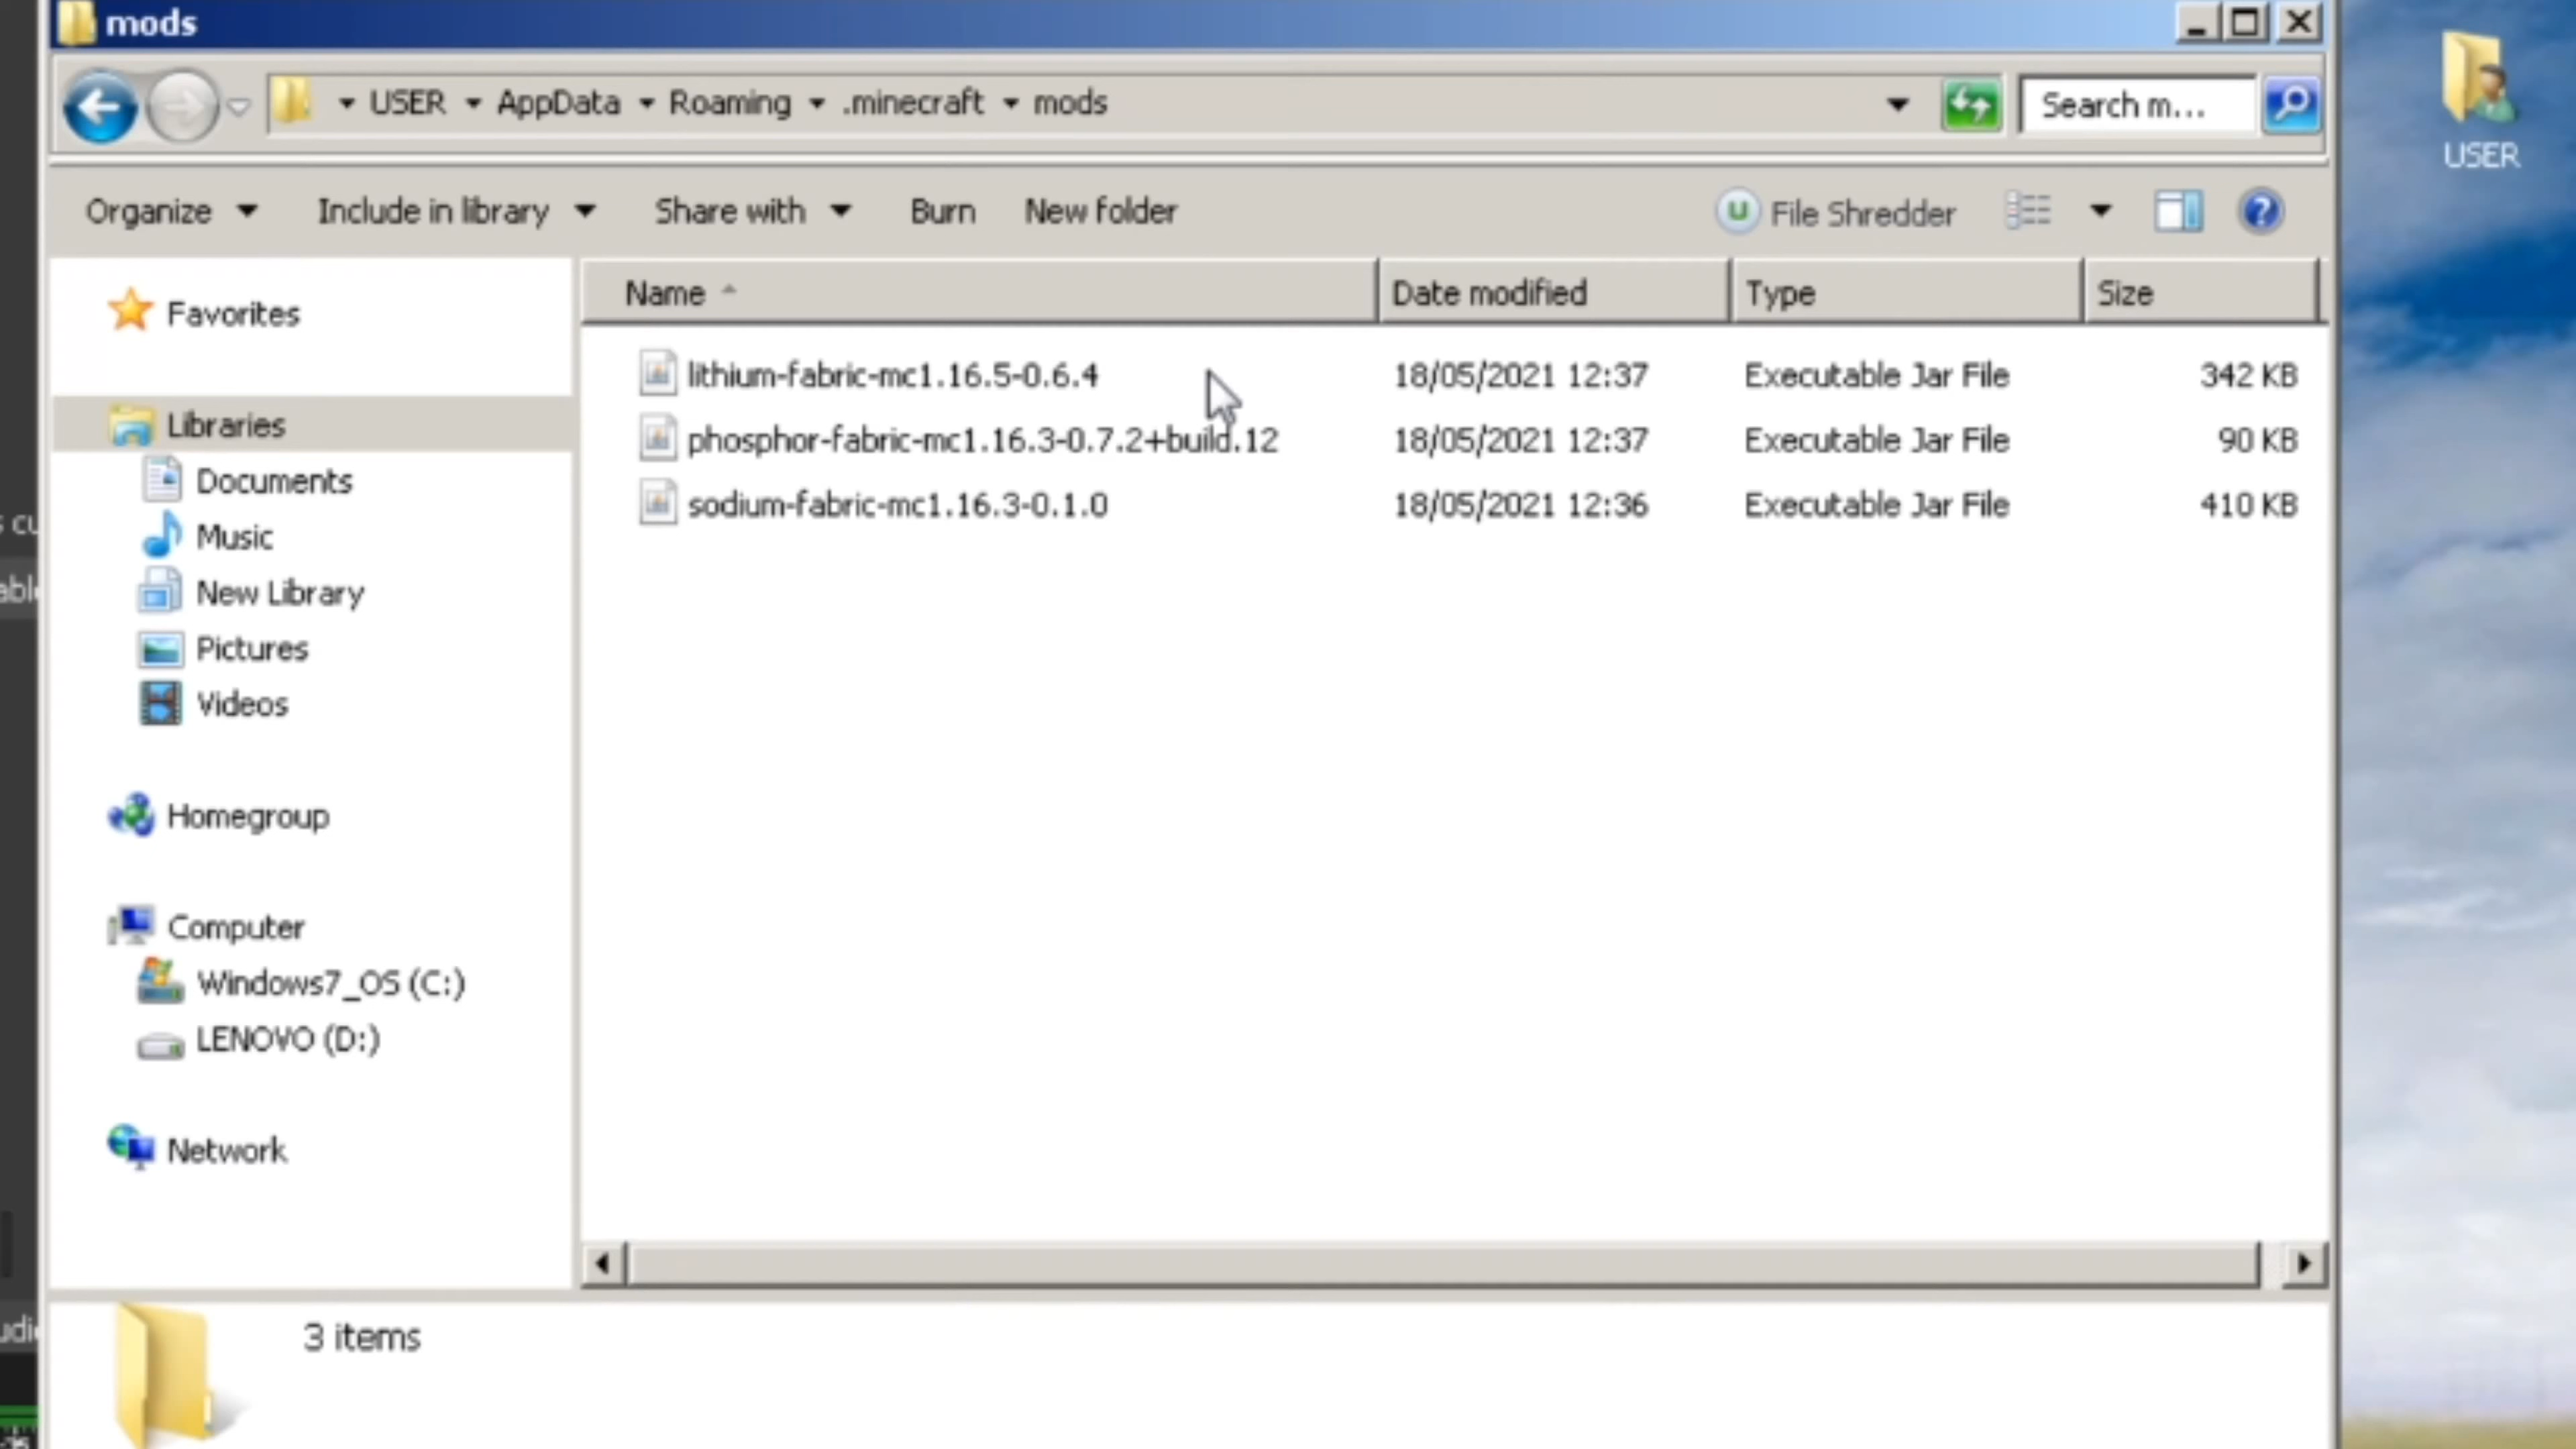 mods
USER AppData Roaming .minecraft mods Search m...
USER
Organize Include in library Share with Burn New folder File Shredder
Name Date modified Type Size
Favorites
lithium-fabric-mc1.16.5-0.6.4 18/05/2021 12:37 Executable Jar File 342 KB
phosphor-fabric-mc1.16.3-0.7.2+build.12 18/05/2021 12:37 Executable Jar File 90 KB
sodium-fabric-mc1.16.3-0.1.0 18/05/2021 12:36 Executable Jar File 410 KB
Libraries
Documents
Music
New Library
Pictures
Videos
Homegroup
Computer
Windows7_OS (C:)
LENOVO (D:)
Network
3 items